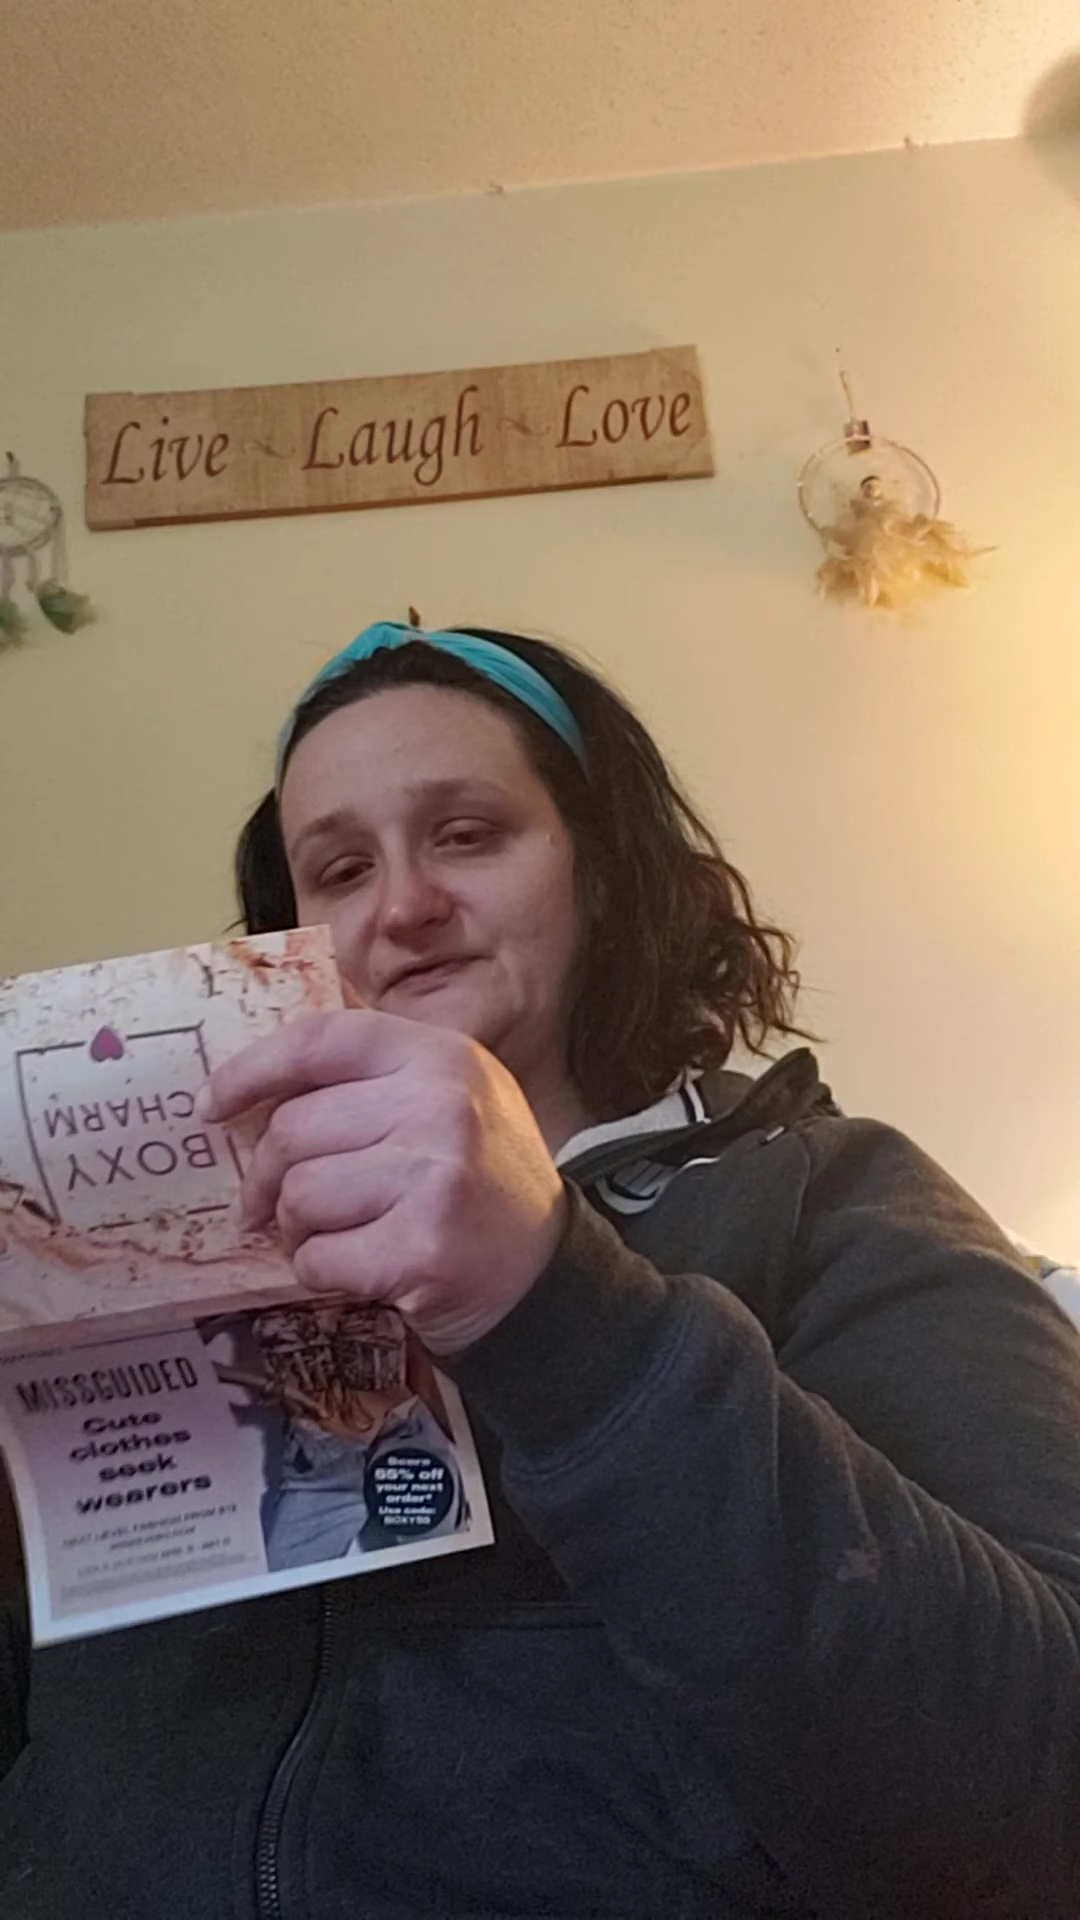 Live ~ Laugh ~ Love
BOXY
CHARM
MISSGUIDED
Cute
clothes
seek
wearers
Score
55% off
your next
order*
Use code:
BOXY55